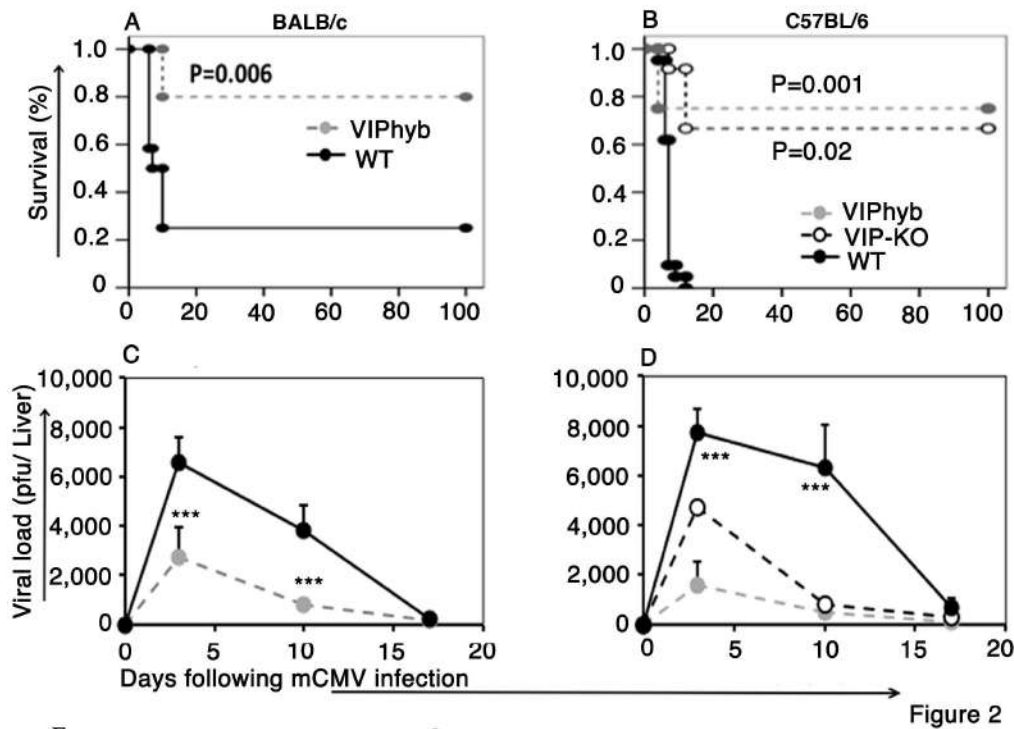 A
BALB/c
1.0
0.8
0.6
0.4
0.2
0
Survival (%)
P=0.006
VIPhyb
WT
0 20 40 60 80 100
B
C57BL/6
1.0
0.8
0.6
0.4
0.2
0
P=0.001
P=0.02
VIPhyb
VIP-KO
WT
0 20 40 60 80 100
C
10,000
8,000
6,000
4,000
2,000
0
Viral load (pfu/ Liver)
***
***
0 5 10 15 20
D
10,000
8,000
6,000
4,000
2,000
0
***
***
0 5 10 15 20
Days following mCMV infection
Figure 2